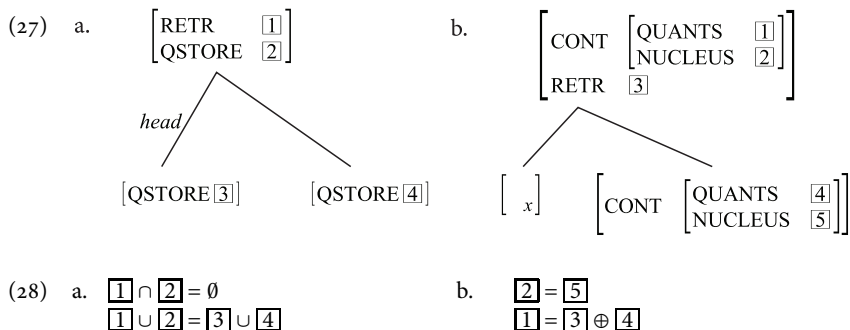 (27) a. [RETR 1 QSTORE 2] b. [CONT [QUANTS 1 NUCLEUS 2] RETR 3]
head
[QSTORE 3] [QSTORE 4] [ x] [CONT [QUANTS 4 NUCLEUS 5]]
(28) a. 1 ∩ 2 = ∅ b. 2 = 5
1 ∪ 2 = 3 ∪ 4 1 = 3 ⊕ 4